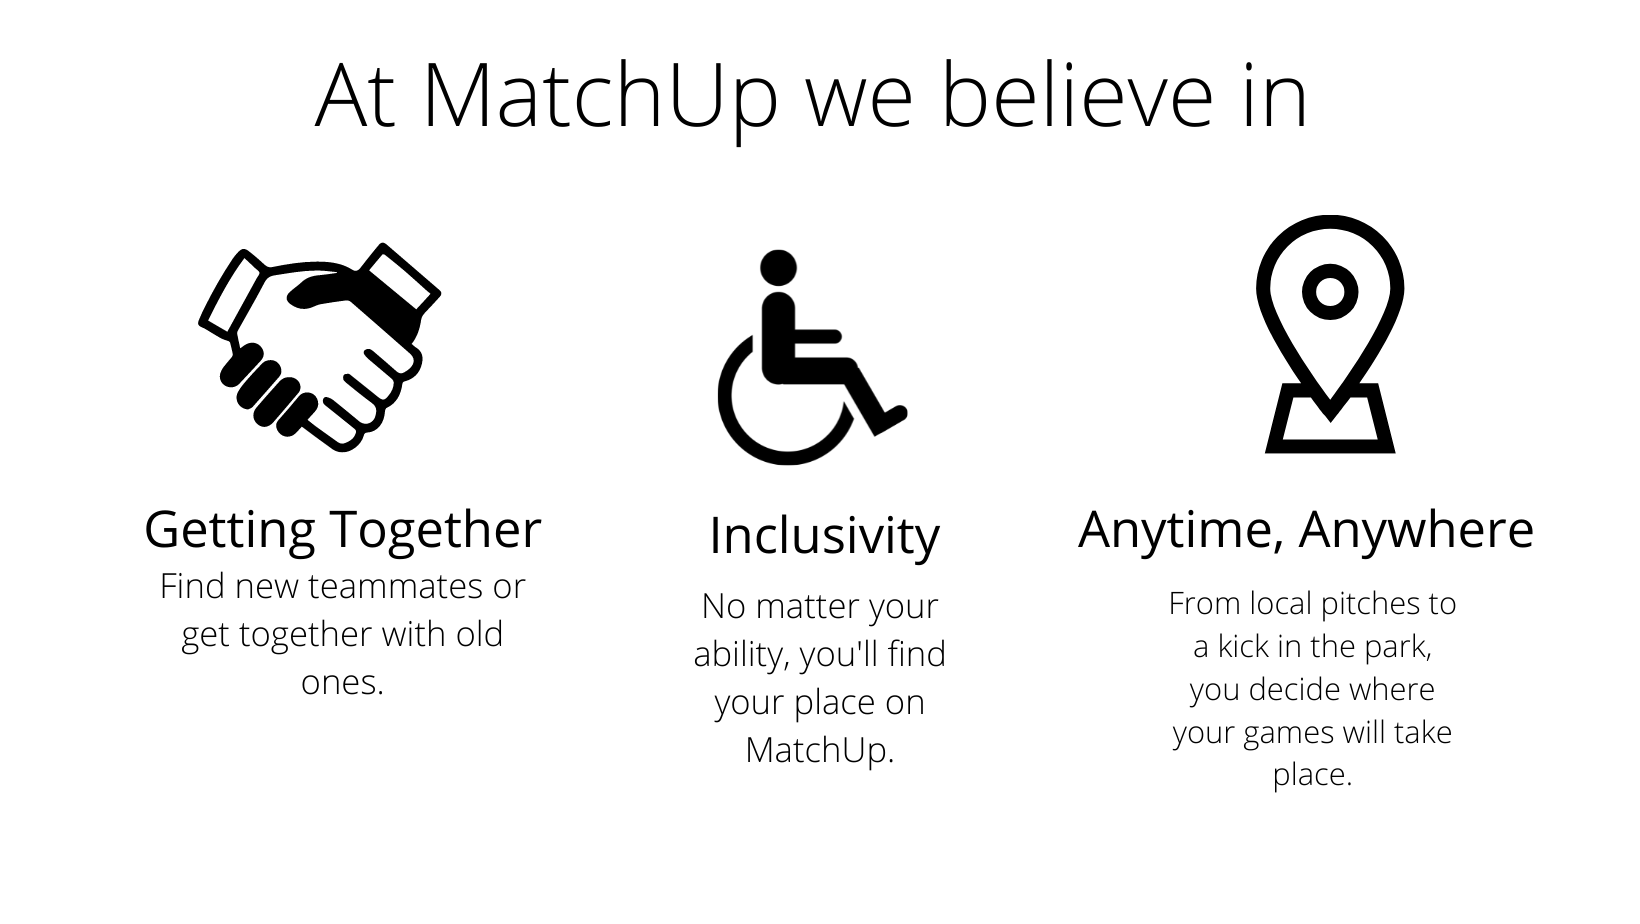 At MatchUp we believe in
Getting Together
Find new teammates or
get together with old
ones.
Inclusivity
No matter your
ability, you'll find
your place on
MatchUp.
Anytime, Anywhere
From local pitches to
a kick in the park,
you decide where
your games will take
place.